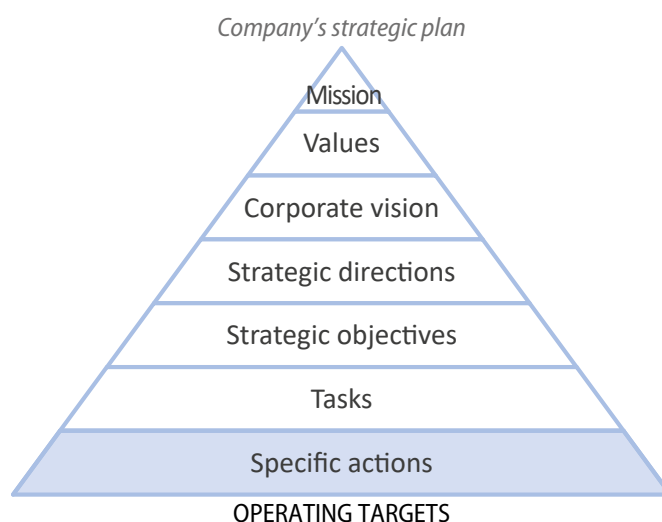 Company's strategic plan
Mission
Values
Corporate vision
Strategic directions
Strategic objectives
Tasks
Specific actions
OPERATING TARGETS